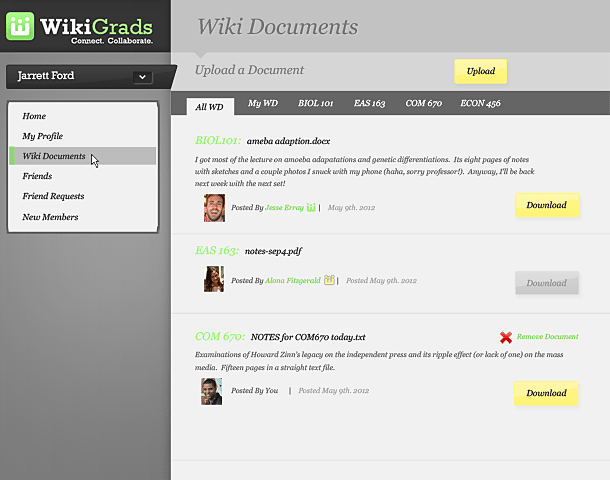 WikiGrads
Connect. Collaborate.
Jarrett Ford
Home
My Profile
Wiki Documents
Friends
Friend Requests
New Members
Wiki Documents
Upload a Document
Upload
All WD
My WD
BIOL 101
EAS 163
COM 670
ECON 456
BIOL101: ameba adaption.docx
I got most of the lecture on amoeba adapatations and genetic differentiations. Its eight pages of notes
with sketches and a couple photos I snuck with my phone (haha, sorry professor!). Anyway, I'll be back
next week with the next set!
Posted By Jesse Erray | May 9th. 2012
Download
EAS 163: notes-sep4.pdf
Posted By Alona Fitzgerald | Posted May 9th. 2012
Download
COM 670: NOTES for COM670 today.txt
Remove Document
Examinations of Howard Zinn's legacy on the independent press and its ripple effect (or lack of one) on the mass
media. Fifteen pages in a straight text file.
Posted By You | Posted May 9th. 2012
Download